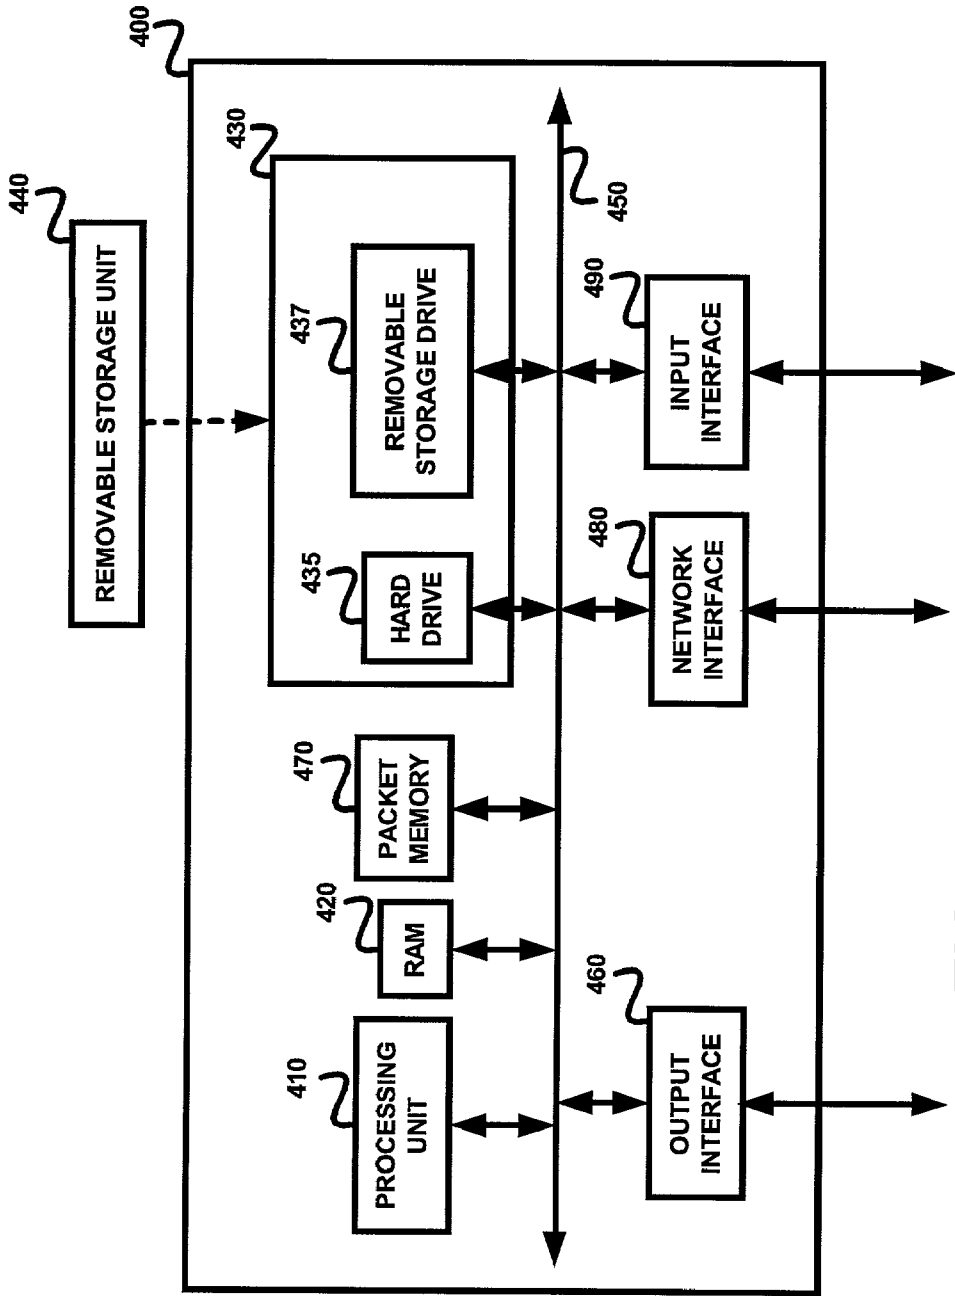 440
REMOVABLE STORAGE UNIT
400
430
410
PROCESSING
UNIT
420
RAM
470
PACKET
MEMORY
435
HARD
DRIVE
437
REMOVABLE
STORAGE DRIVE
450
460
OUTPUT
INTERFACE
480
NETWORK
INTERFACE
490
INPUT
INTERFACE